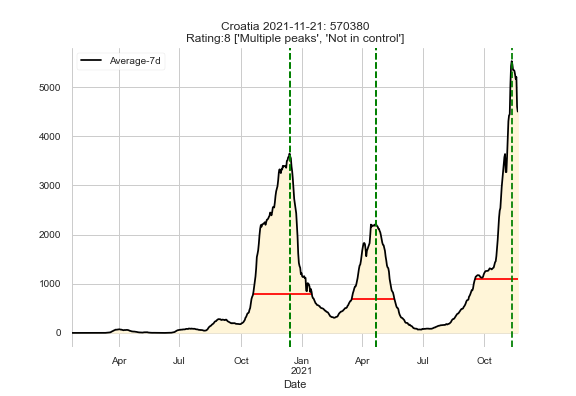 Croatia 2021-11-21: 570380
Rating:8 ['Multiple peaks', 'Not in control']
Average-7d
5000
4000
3000
2000
1000
0
Apr Jul Oct Jan Apr Jul Oct
2021
Date